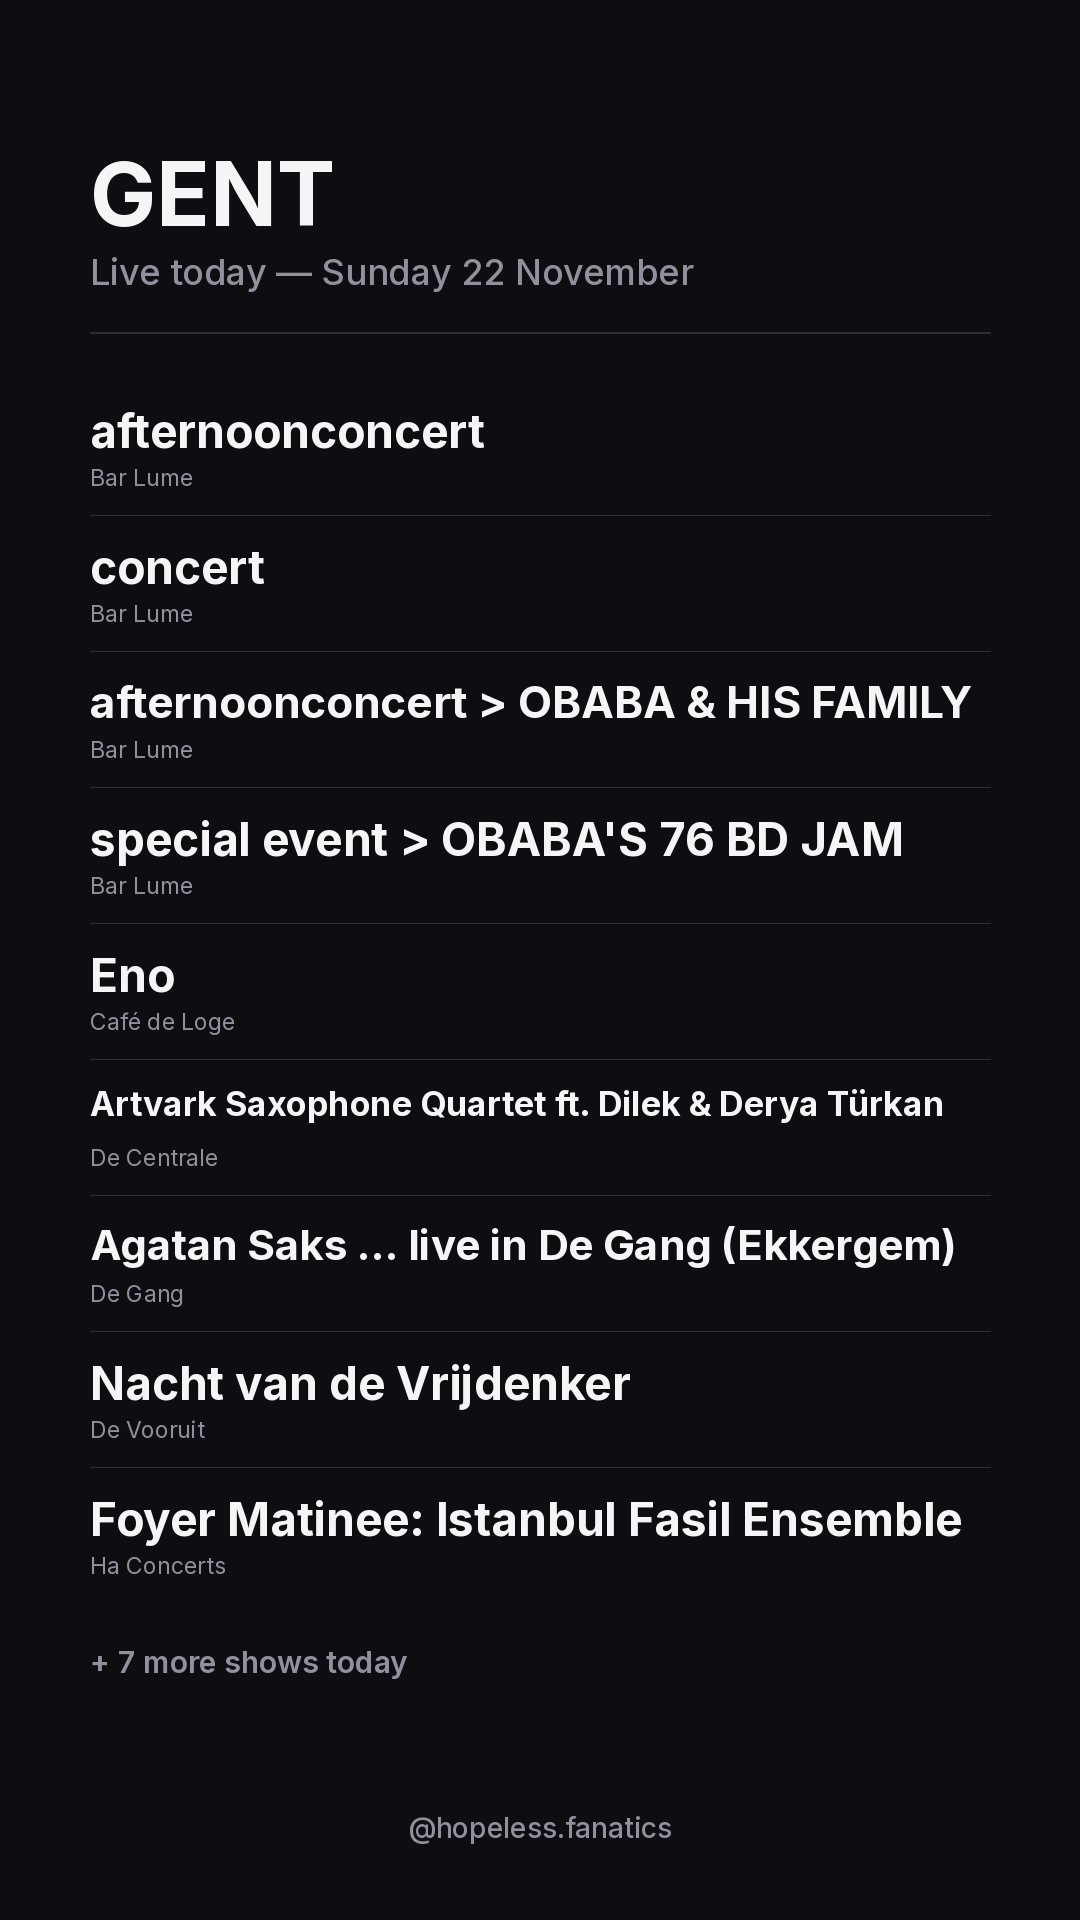 GENT
Live today — Sunday 22 November
afternoonconcert
Bar Lume
concert
Bar Lume
afternoonconcert > OBABA & HIS FAMILY
Bar Lume
special event > OBABA'S 76 BD JAM
Bar Lume
Eno
Café de Loge
Artvark Saxophone Quartet ft. Dilek & Derya Türkan
De Centrale
Agatan Saks ... live in De Gang (Ekkergem)
De Gang
Nacht van de Vrijdenker
De Vooruit
Foyer Matinee: Istanbul Fasil Ensemble
Ha Concerts
+ 7 more shows today
@hopeless.fanatics